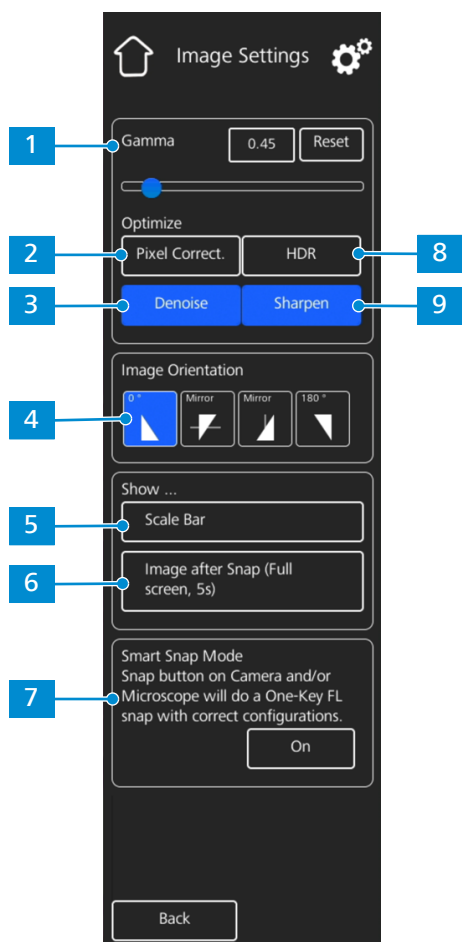 Image Settings
1
Gamma
0.45
Reset
Optimize
2
Pixel Correct.
HDR
8
3
Denoise
Sharpen
9
Image Orientation
4
0 °
Mirror
Mirror
180 °
Show ...
5
Scale Bar
6
Image after Snap (Full
screen, 5s)
Smart Snap Mode
Snap button on Camera and/or
7
Microscope will do a One-Key FL
snap with correct configurations.
On
Back